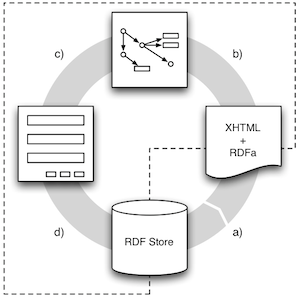 c)
b)
XHTML
+
RDFa
RDF Store
d)
a)